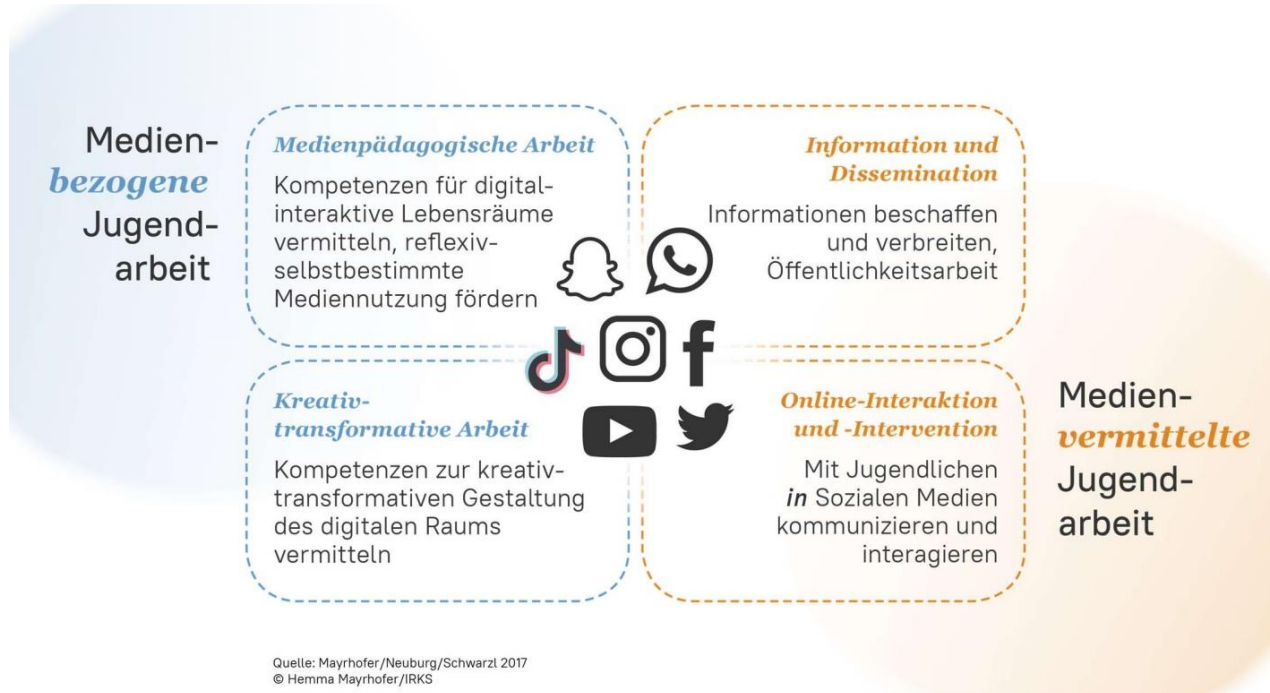 Medien-
bezogene
Jugend-
arbeit
Medienpädagogische Arbeit
Kompetenzen für digital-
interaktive Lebensräume
vermitteln, reflexiv-
selbstbestimmte
Mediennutzung fördern
Information und
Dissemination
Informationen beschaffen
und verbreiten,
Öffentlichkeitsarbeit
Kreativ-
transformative Arbeit
Kompetenzen zur kreativ-
transformativen Gestaltung
des digitalen Raums
vermitteln
Online-Interaktion
und -Intervention
Mit Jugendlichen
in Sozialen Medien
kommunizieren und
interagieren
Medien-
vermittelte
Jugend-
arbeit
Quelle: Mayrhofer/Neuburg/Schwarzl 2017
© Hemma Mayrhofer/IRKS